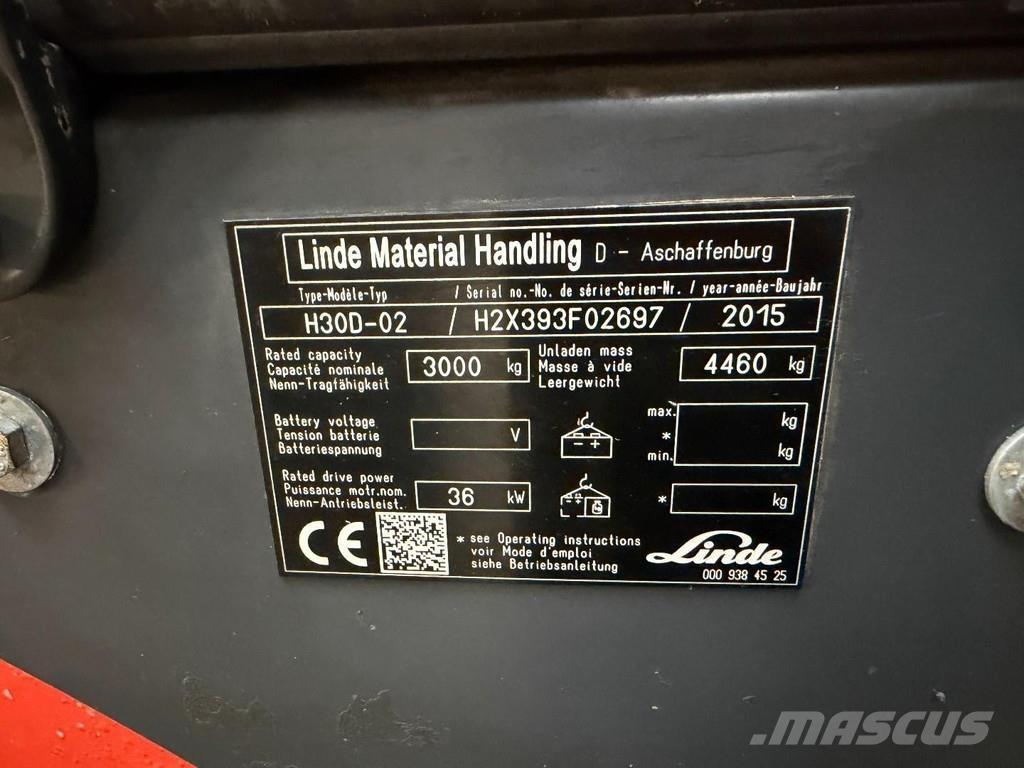 Linde Material Handling D - Aschaffenburg
Type-Modèle-Typ / Serial no.-No. de série-Serien-Nr. / year-année-Baujahr
H30D-02 / H2X393F02697 / 2015
Rated capacity
Capacité nominale
Nenn-Tragfähigkeit
3000 kg
Unladen mass
Masse à vide
Leergewicht
4460 kg
Battery voltage
Tension batterie
Batteriespannung
V
- +
max.
*
min.
kg
kg
Rated drive power
Puissance motr.nom.
Nenn-Antriebsleist.
36 kW
* kg
CE
* see Operating instructions
voir Mode d'emploi
siehe Betriebsanleitung
Linde
000 938 45 25
MASCUS